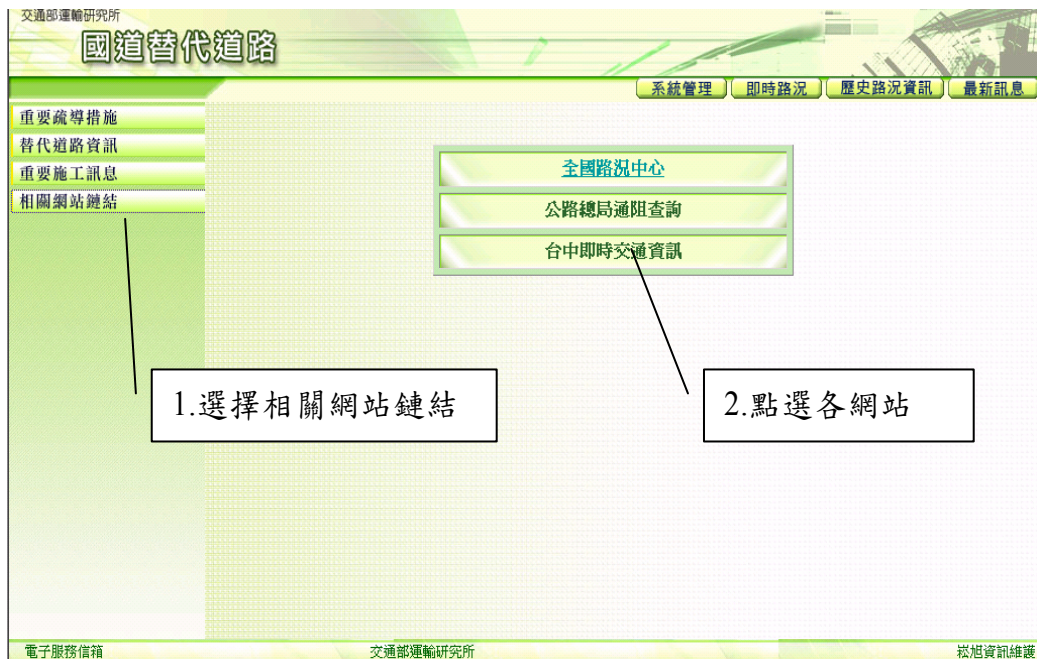 交通部運輸研究所
國道替代道路
系統管理 即時路況 歷史路況資訊 最新訊息
重要疏導措施
替代道路資訊
重要施工訊息
相關網站鏈結
全國路況中心
公路總局通阻查詢
台中即時交通資訊
1.選擇相關網站鏈結
2.點選各網站
電子服務信箱 交通部運輸研究所 崧旭資訊維護